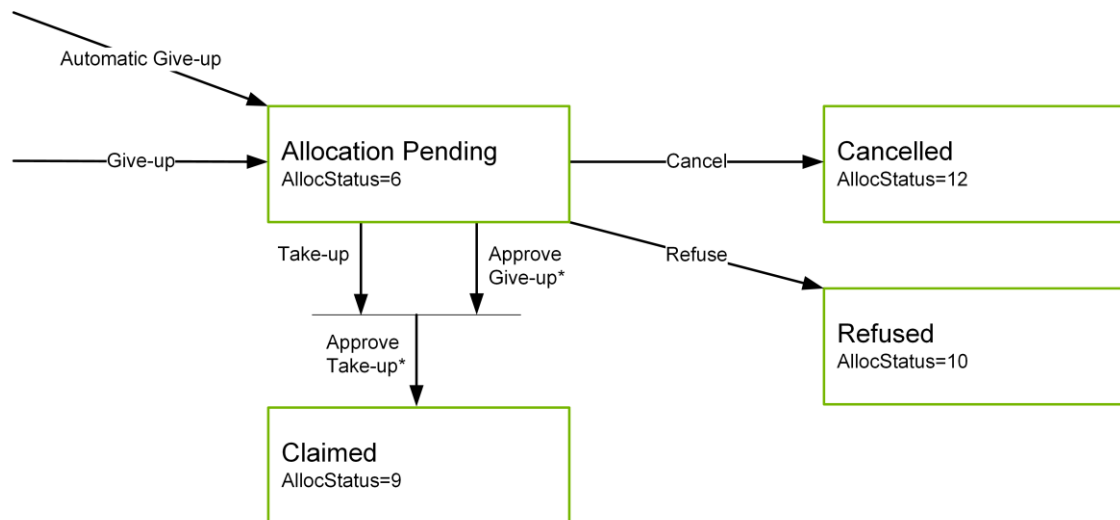 Automatic Give-up
Give-up
Allocation Pending
AllocStatus=6
Cancel
Cancelled
AllocStatus=12
Take-up
Approve
Give-up*
Refuse
Refused
AllocStatus=10
Approve
Take-up*
Claimed
AllocStatus=9